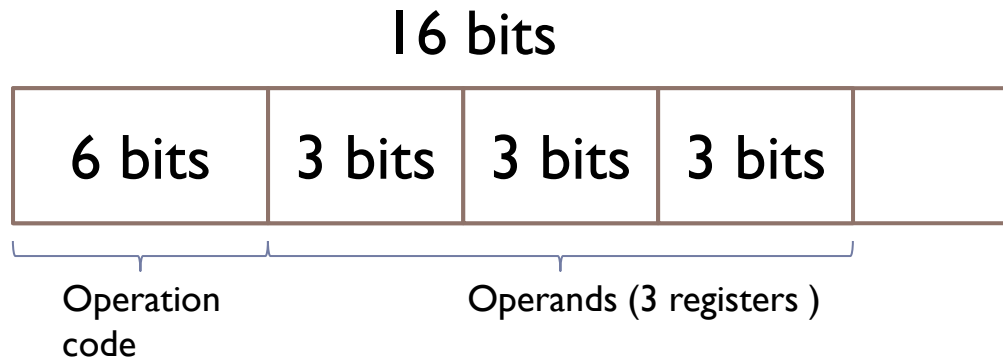 16 bits
6 bits 3 bits 3 bits 3 bits
Operation Operands (3 registers )
code